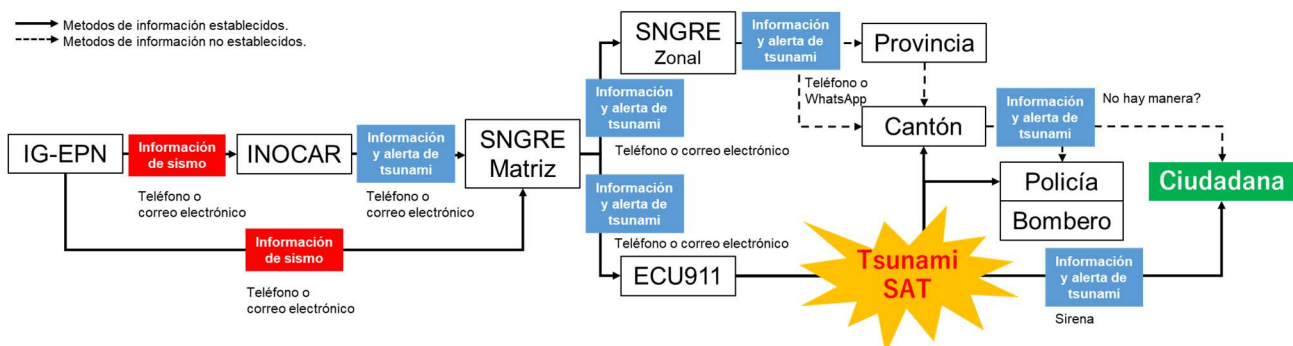 Metodos de información establecidos.
Metodos de información no establecidos.
SNGRE
Zonal
Información
y alerta de
tsunami
Provincia
Teléfono o
WhatsApp
Información
y alerta de
tsunami
Teléfono o correo electrónico
Cantón
Información
y alerta de
tsunami
No hay manera?
IG-EPN
Información
de sismo
Teléfono o
correo electrónico
INOCAR
Información
y alerta de
tsunami
Teléfono o
correo electrónico
SNGRE
Matriz
Información
de sismo
Teléfono o
correo electrónico
Información
y alerta de
tsunami
Teléfono o correo electrónico
ECU911
Tsunami
SAT
Policía
Bombero
Ciudadana
Información
y alerta de
tsunami
Sirena